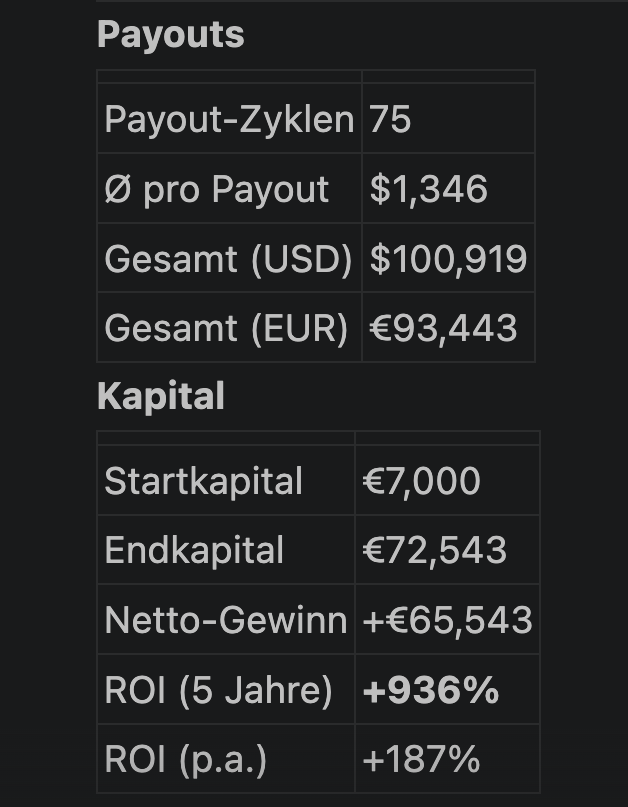 Payouts
Payout-Zyklen 75
Ø pro Payout $1,346
Gesamt (USD) $100,919
Gesamt (EUR) €93,443
Kapital
Startkapital €7,000
Endkapital €72,543
Netto-Gewinn +€65,543
ROI (5 Jahre) +936%
ROI (p.a.) +187%